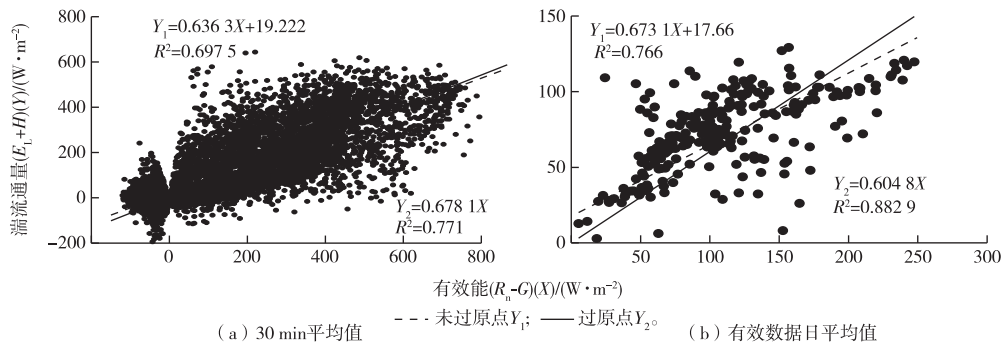 Y₁=0.636 3X+19.222
R²=0.697 5
Y₂=0.678 1X
R²=0.771
800
600
400
200
0
−200
0 200 400 600 800
湍流通量(E_L+H)(Y)/(W·m⁻²)
Y₁=0.673 1X+17.66
R²=0.766
Y₂=0.604 8X
R²=0.882 9
150
100
50
0
50 100 150 200 250 300
有效能(Rₙ-G)(X)/(W·m⁻²)
未过原点Y₁; 过原点Y₂。
(a) 30 min平均值
(b) 有效数据日平均值